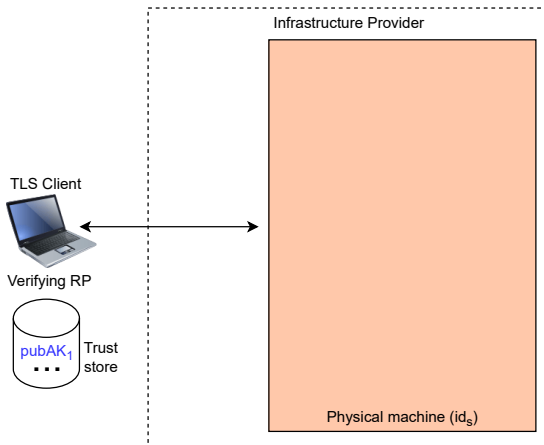 Infrastructure Provider
TLS Client
Verifying RP
pubAK₁
...
Trust
store
Physical machine (idₛ)